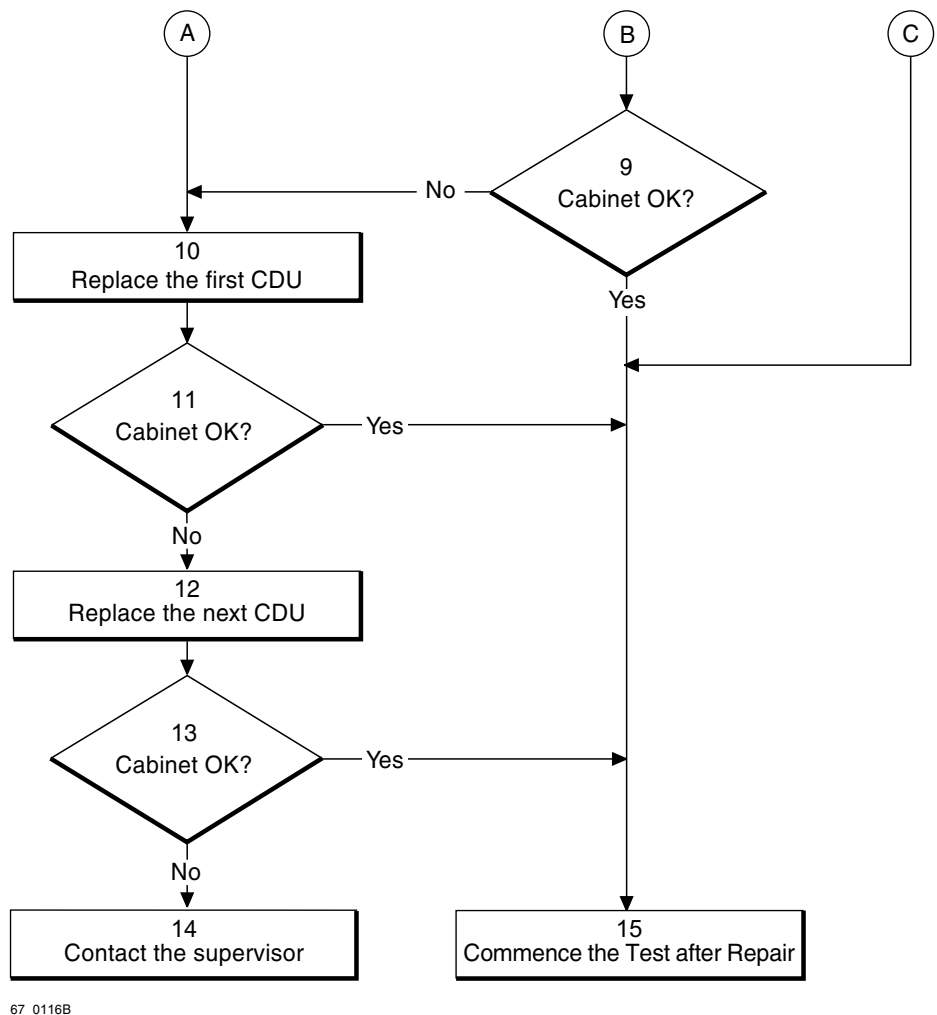 A
B
C
9
Cabinet OK?
No
Yes
10
Replace the first CDU
11
Cabinet OK?
Yes
No
12
Replace the next CDU
13
Cabinet OK?
Yes
No
14
Contact the supervisor
15
Commence the Test after Repair
67 0116B